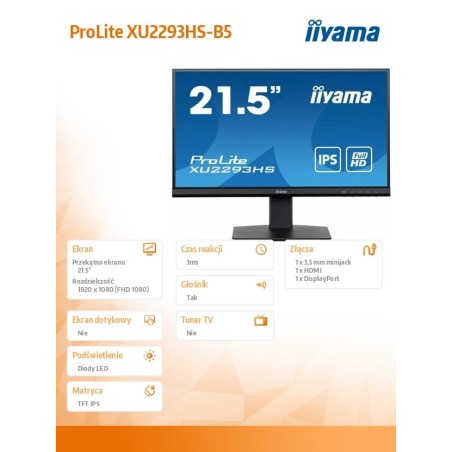 ProLite XU2293HS-B5
iiyama
21.5”
iiyama
ProLite
XU2293HS
IPS
Full
HD
iiyama
Ekran
Przekątna ekranu:
21.5"
Rozdzielczość:
1920 x 1080 (FHD 1080)
Ekran dotykowy
Nie
Podświetlenie
Diody LED
Matryca
TFT IPS
Czas reakcji
3ms
Głośnik
Tak
Tuner TV
Nie
Złącza
1 x 3,5 mm minijack
1 x HDMI
1 x DisplayPort